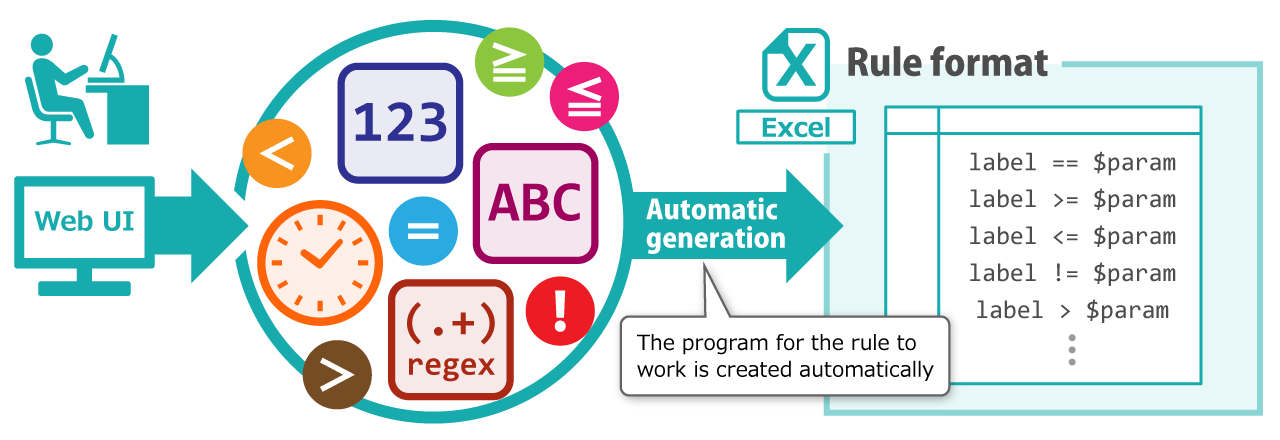 Web UI
<
123
≧
≦
ABC
=
(.+)
regex
!
>
Automatic
generation
The program for the rule to
work is created automatically
X
Excel
Rule format
label == $param
label >= $param
label <= $param
label != $param
label > $param